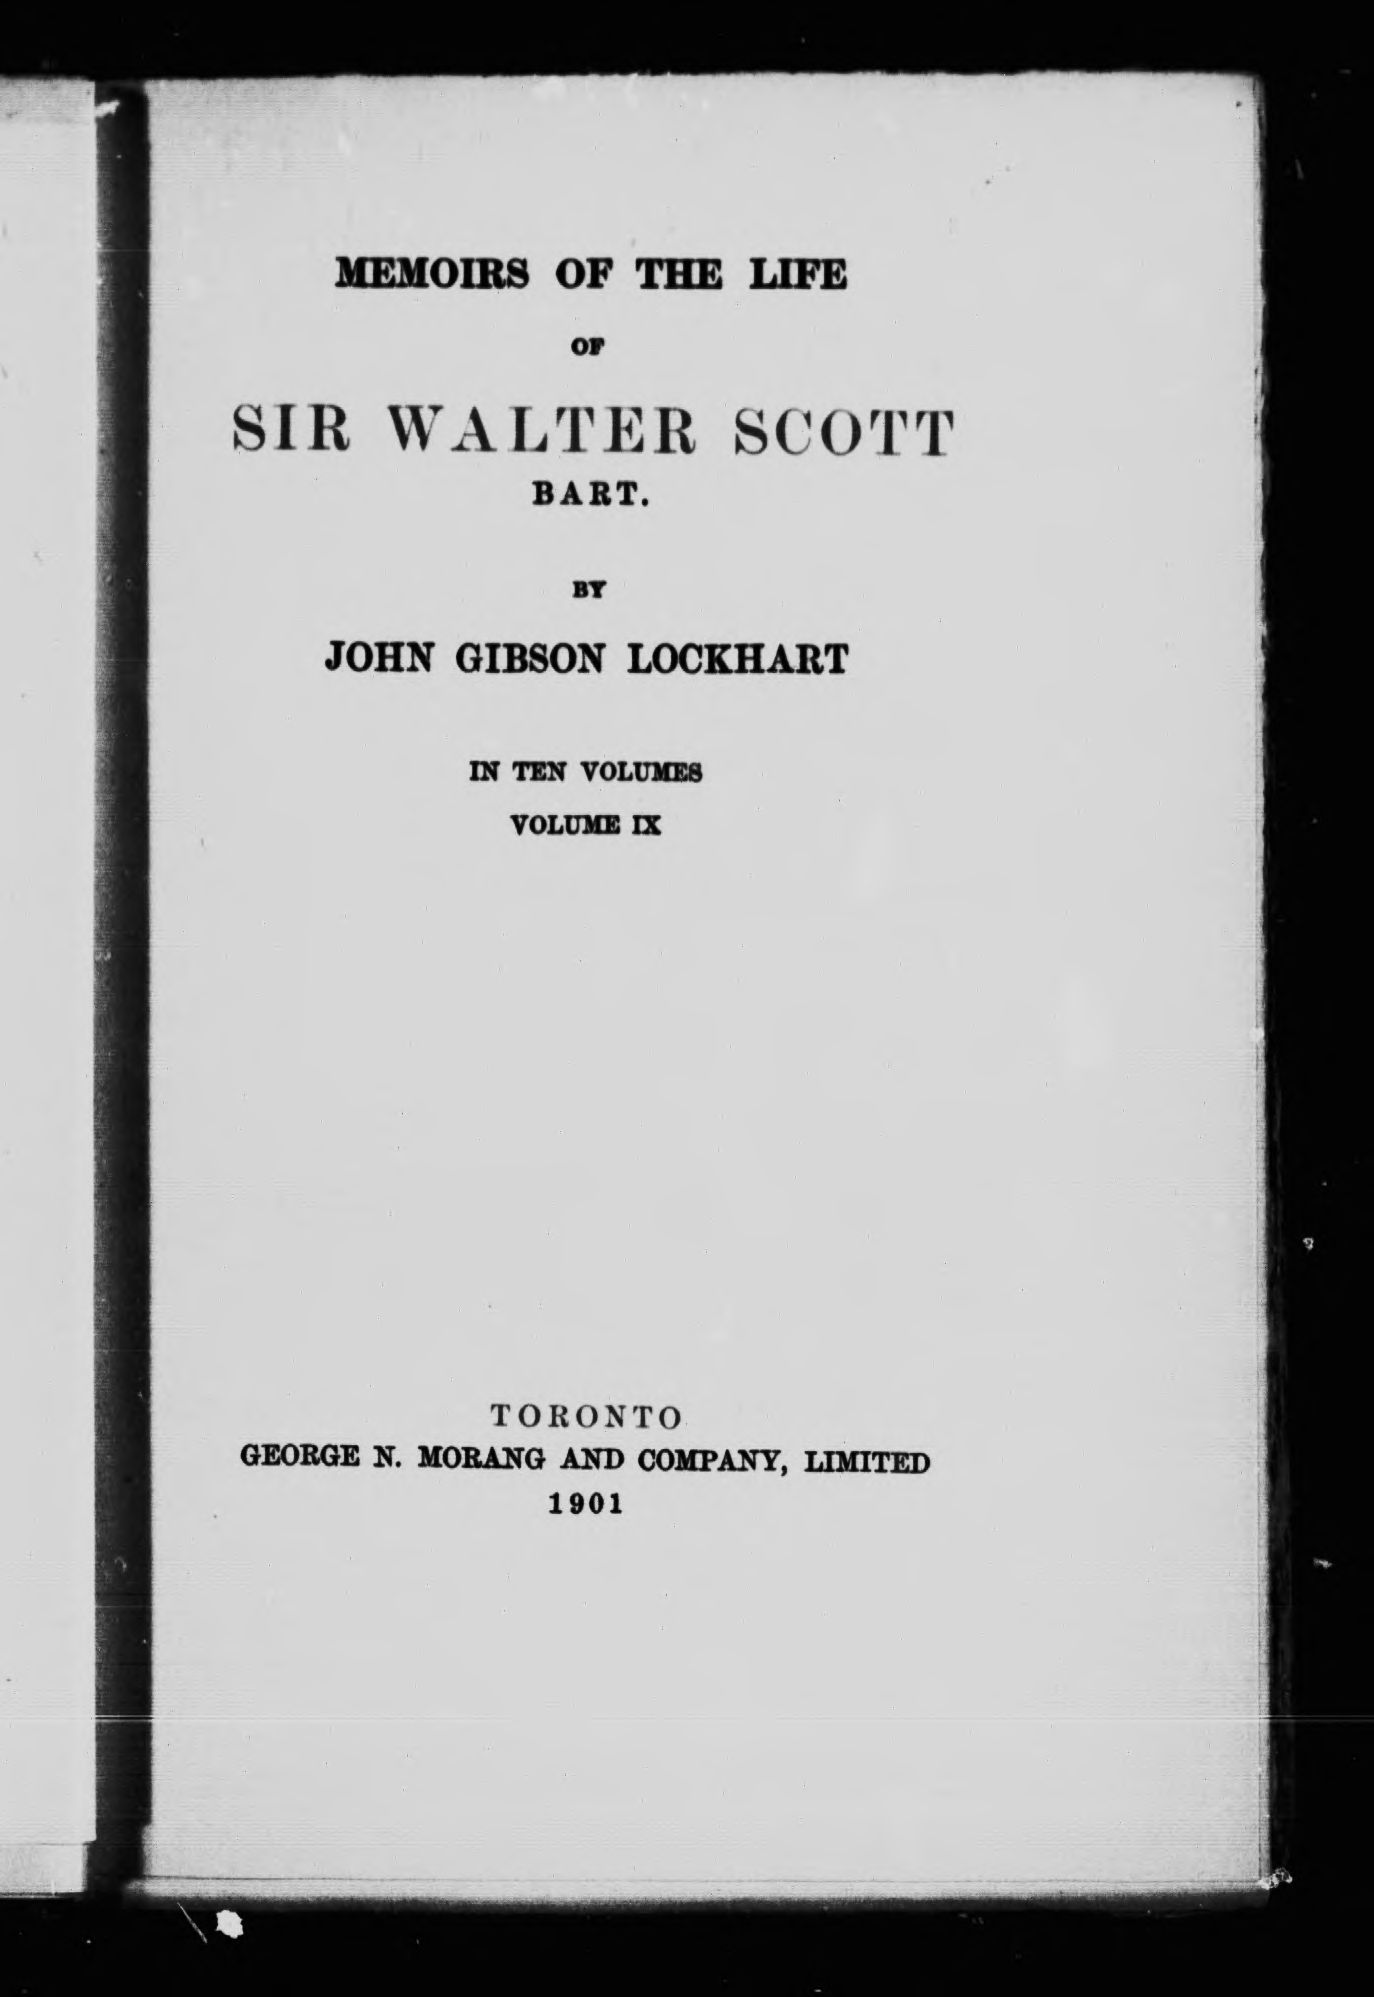 MEMOIRS OF THE LIFE
OF
SIR WALTER SCOTT
BART.
BY
JOHN GIBSON LOCKHART
IN TEN VOLUMES
VOLUME IX
TORONTO
GEORGE N. MORANG AND COMPANY, LIMITED
1901